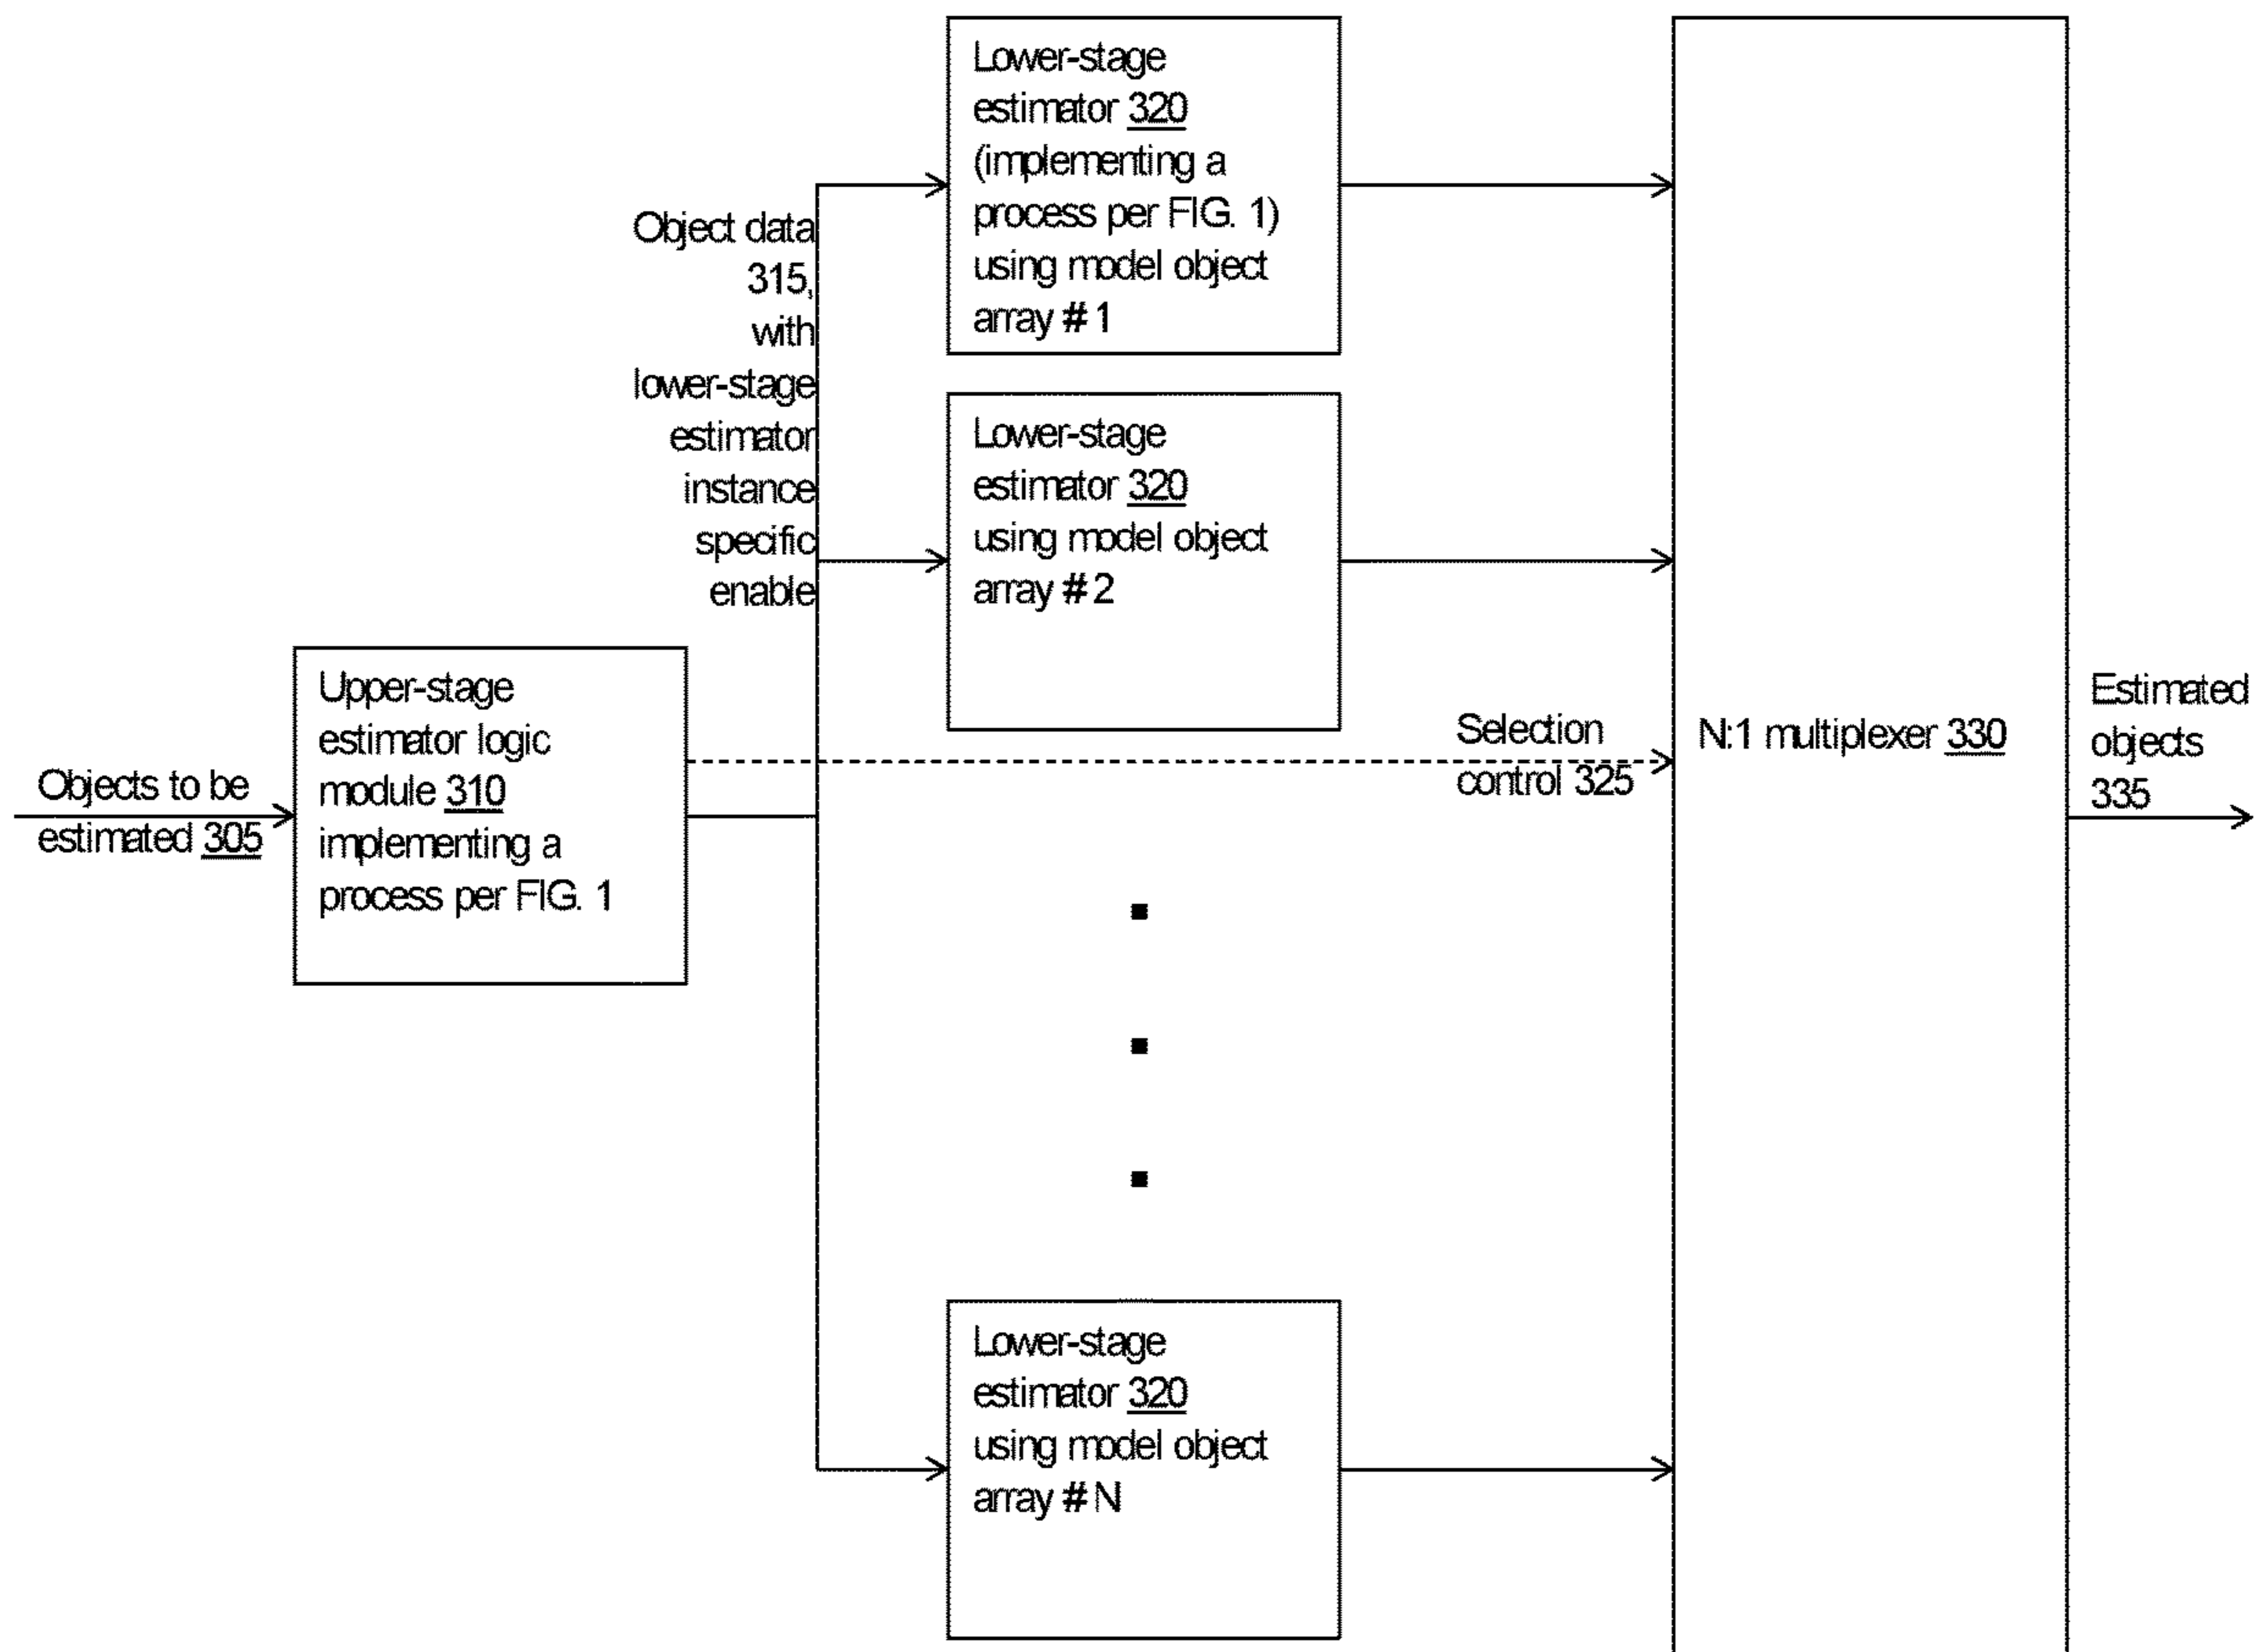 Objects to be
estimated 305
Upper-stage
estimator logic
module 310
implementing a
process per FIG. 1
Object data
315,
with
lower-stage
estimator
instance
specific
enable
Lower-stage
estimator 320
(implementing a
process per FIG. 1)
using model object
array # 1
Lower-stage
estimator 320
using model object
array # 2
Lower-stage
estimator 320
using model object
array # N
Selection
control 325
N:1 multiplexer 330
Estimated
objects
335